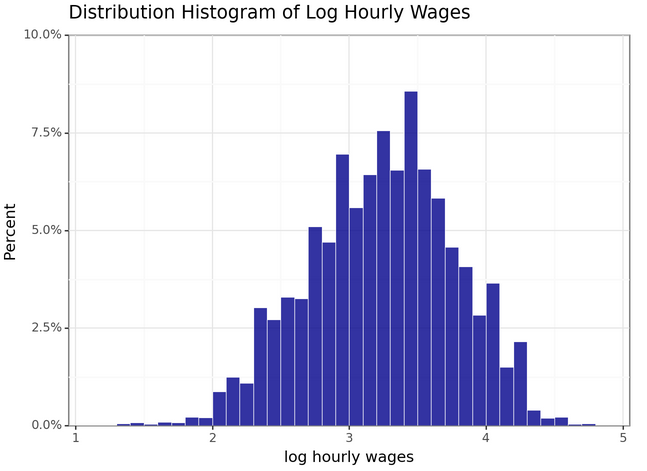 Distribution Histogram of Log Hourly Wages
10.0%
7.5%
5.0%
2.5%
0.0%
Percent
1 2 3 4 5
log hourly wages